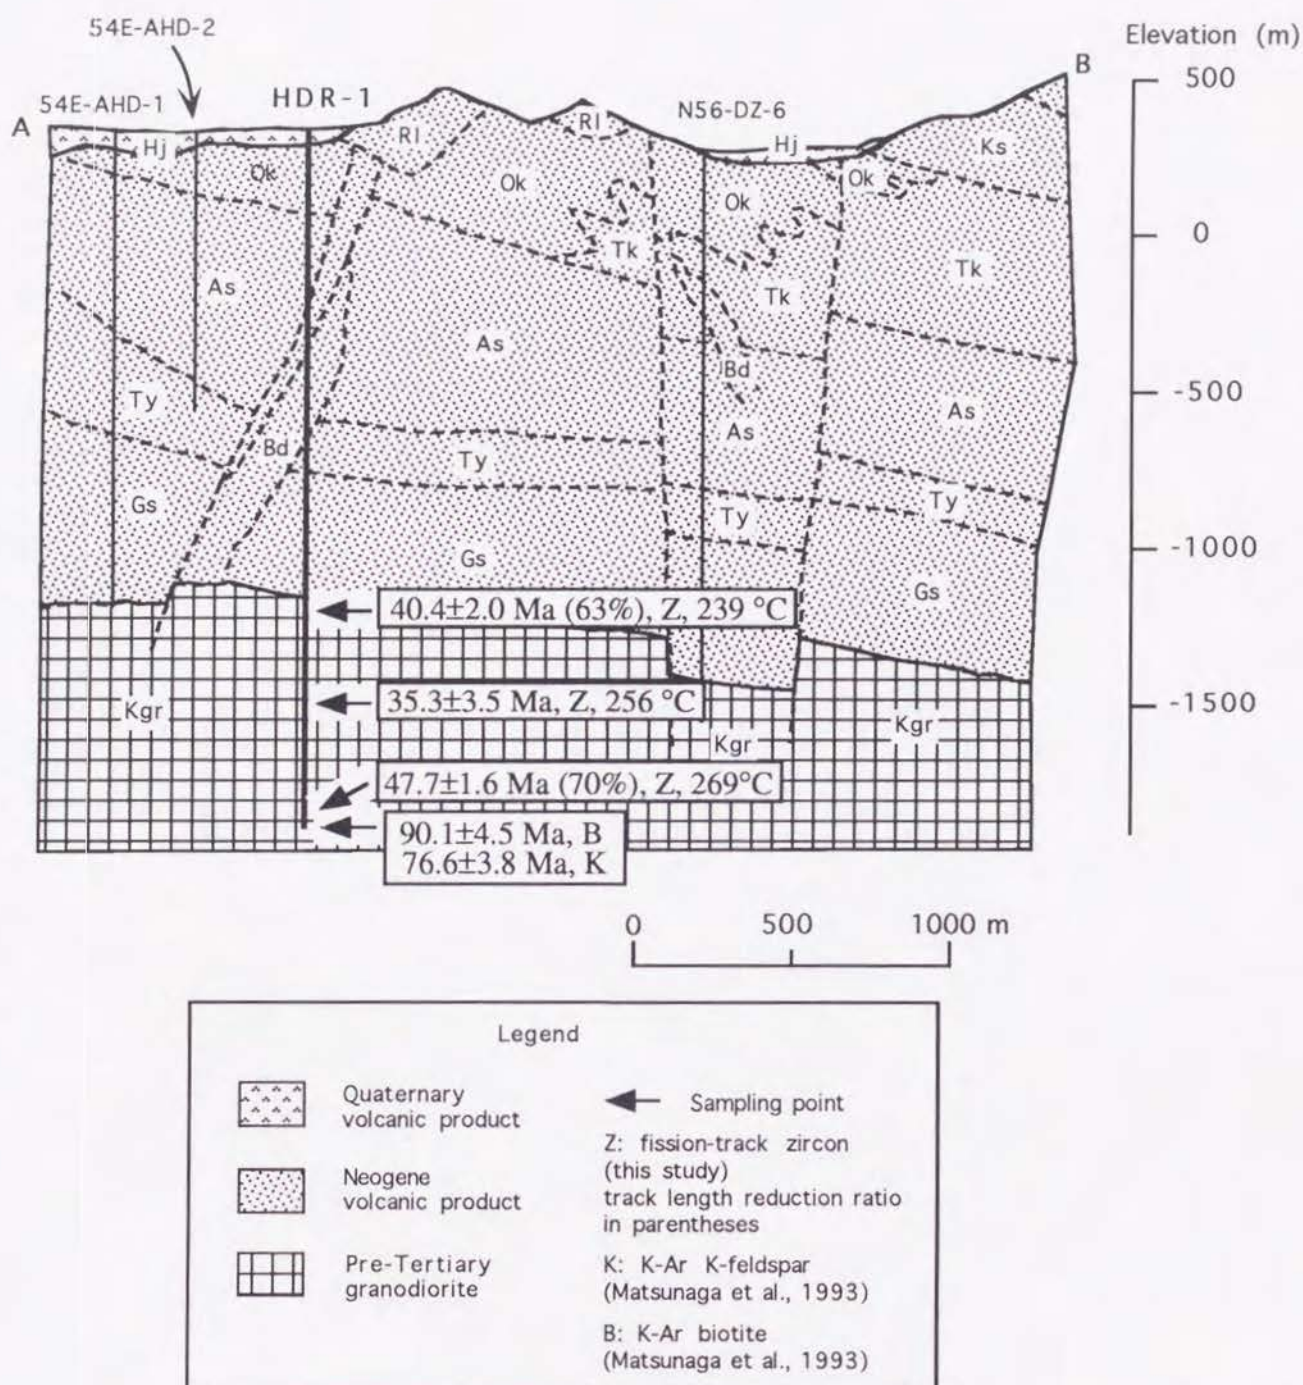 54E-AHD-2
Elevation (m)
B
500
54E-AHD-1
HDR-1
N56-DZ-6
A
Hj
Rl
Rl
Hj
Ks
Ok
Ok
Ok
Ok
0
Tk
Tk
Tk
As
As
Bd
-500
Ty
As
As
Bd
Ty
Ty
Ty
Gs
-1000
Gs
Gs
40.4±2.0 Ma (63%), Z, 239 °C
35.3±3.5 Ma, Z, 256 °C
-1500
Kgr
Kgr
Kgr
47.7±1.6 Ma (70%), Z, 269°C
90.1±4.5 Ma, B
76.6±3.8 Ma, K
0 500 1000 m
Legend
Quaternary
volcanic product
Neogene
volcanic product
Pre-Tertiary
granodiorite
Sampling point
Z: fission-track zircon
(this study)
track length reduction ratio
in parentheses
K: K-Ar K-feldspar
(Matsunaga et al., 1993)
B: K-Ar biotite
(Matsunaga et al., 1993)